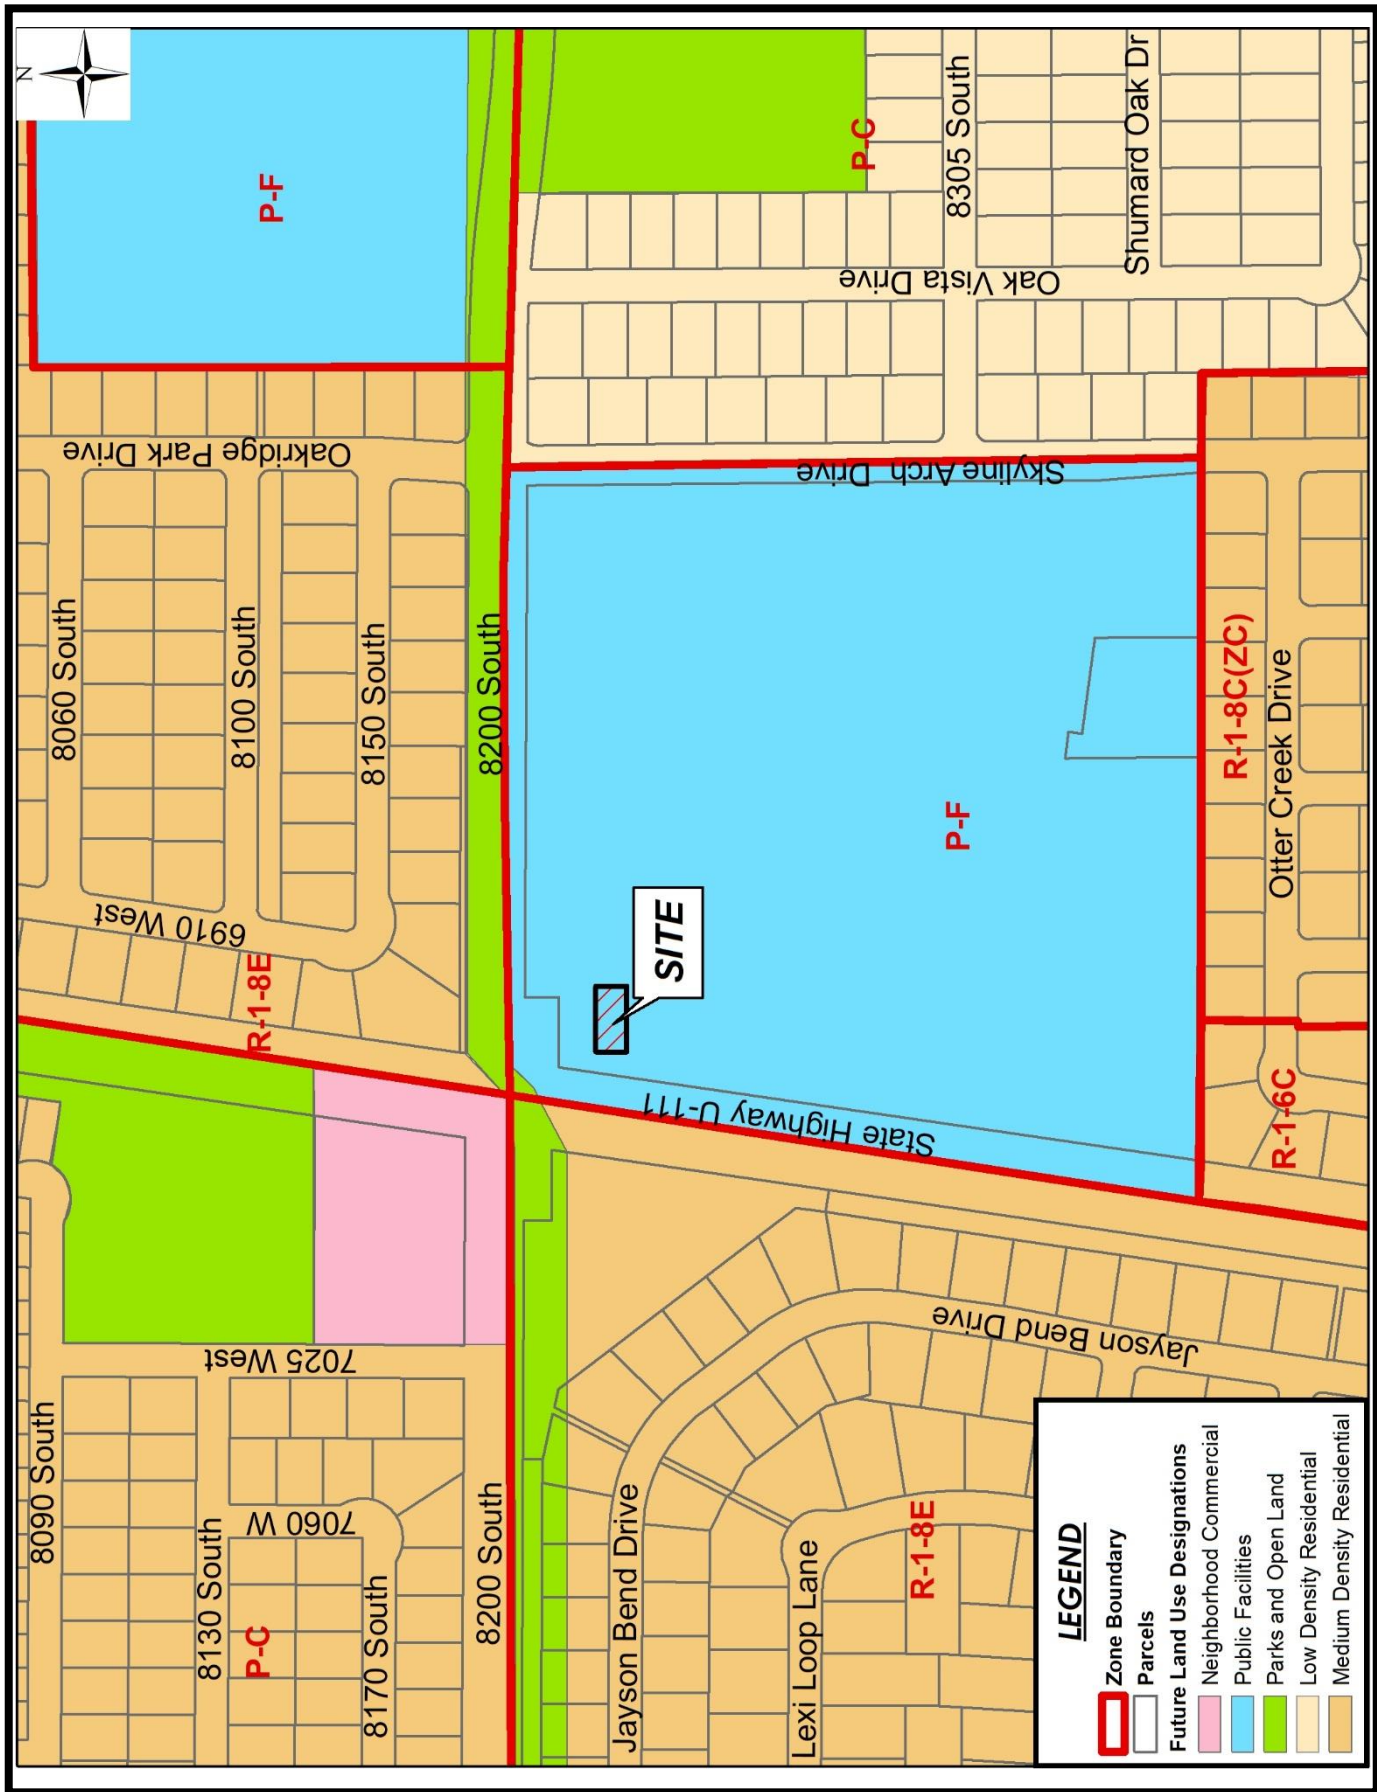 N
8090 South
8130 South
P-C
8170 South
8200 South
7060 W
7025 West
R-1-8E
6910 West
8060 South
8100 South
8150 South
8200 South
Oakridge Park Drive
P-F
Jayson Bend Drive
Lexi Loop Lane
R-1-8E
Jayson Bend Drive
State Highway U-111
SITE
P-F
Skyline Arch Drive
Oak Vista Drive
P-C
8305 South
Shumard Oak Dr
R-1-6C
Otter Creek Drive
R-1-8C(ZC)
LEGEND
Zone Boundary
Parcels
Future Land Use Designations
Neighborhood Commercial
Public Facilities
Parks and Open Land
Low Density Residential
Medium Density Residential